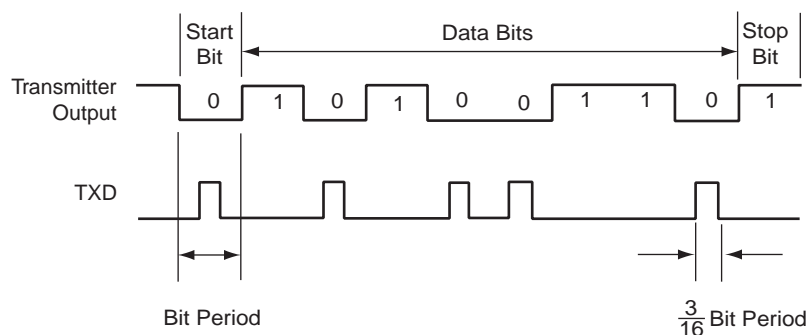 Start
Bit
Data Bits
Stop
Bit
Transmitter
Output
0 1 0 1 0 0 1 1 0 1
TXD
Bit Period
3
16 Bit Period